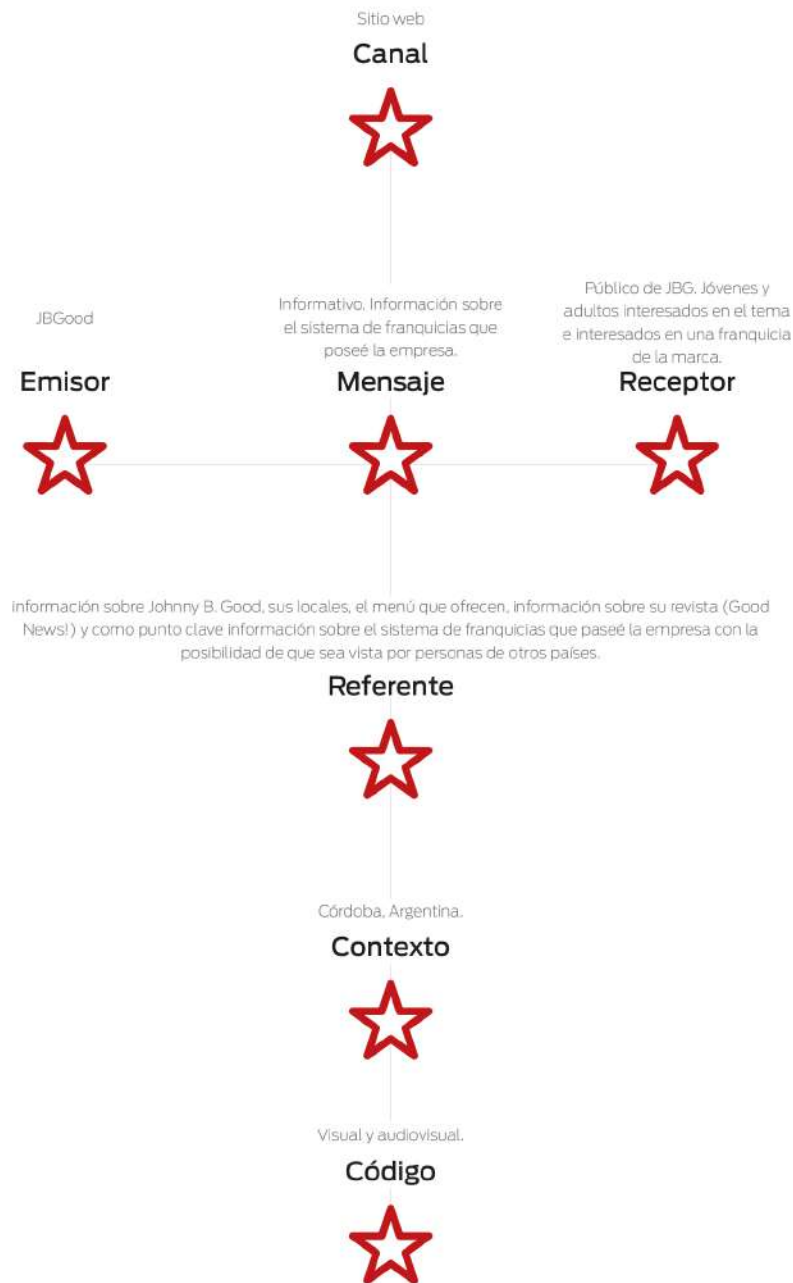 Sitio web
Canal
JBGood
Emisor
Informativo. Información sobre
el sistema de franquicias que
poseé la empresa.
Mensaje
Público de JBG. Jóvenes y
adultos interesados en el tema
e interesados en una franquicia
de la marca.
Receptor
información sobre Johnny B. Good, sus locales, el menú que ofrecen, información sobre su revista (Good
News!) y como punto clave información sobre el sistema de franquicias que paseé la empresa con la
posibilidad de que sea vista por personas de otros países.
Referente
Córdoba, Argentina.
Contexto
Visual y audiovisual.
Código